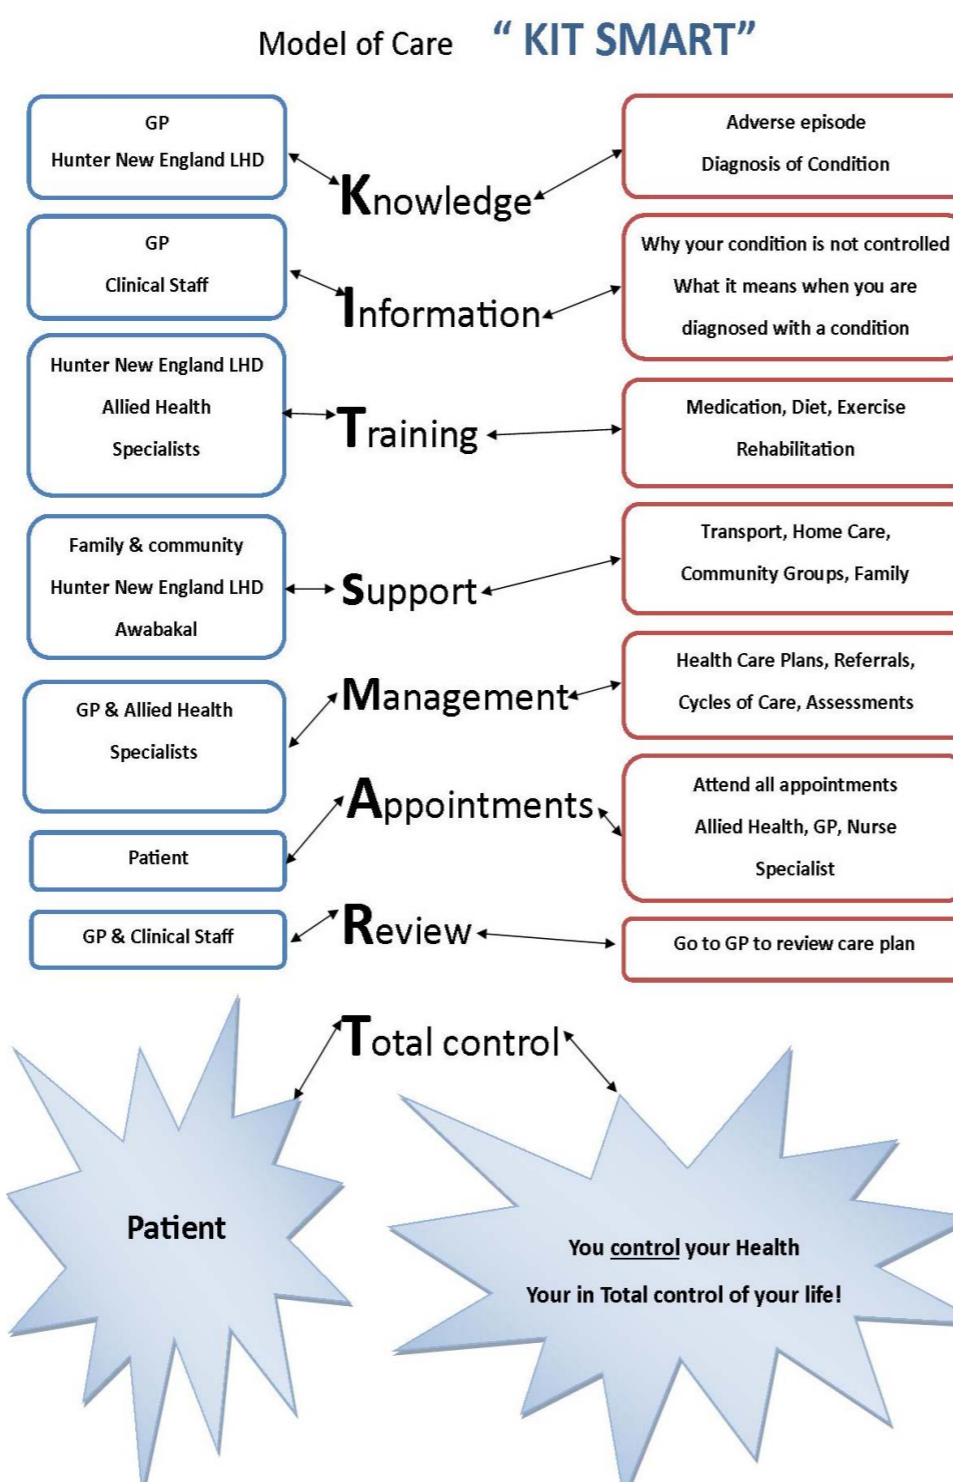 Model of Care “ KIT SMART”
GP
Hunter New England LHD
Knowledge
Adverse episode
Diagnosis of Condition
GP
Clinical Staff
Information
Why your condition is not controlled
What it means when you are
diagnosed with a condition
Hunter New England LHD
Allied Health
Specialists
Training
Medication, Diet, Exercise
Rehabilitation
Family & community
Hunter New England LHD
Awabakal
Support
Transport, Home Care,
Community Groups, Family
GP & Allied Health
Specialists
Management
Health Care Plans, Referrals,
Cycles of Care, Assessments
Patient
Appointments
Attend all appointments
Allied Health, GP, Nurse
Specialist
GP & Clinical Staff
Review
Go to GP to review care plan
Total control
Patient
You control your Health
Your in Total control of your life!